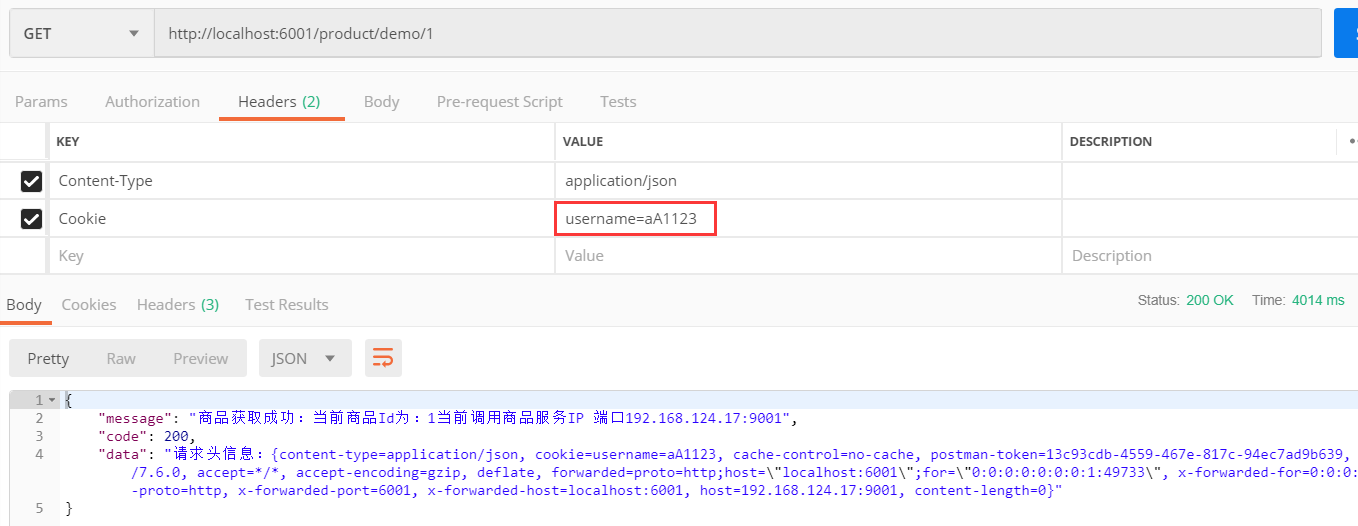 GET http://localhost:6001/product/demo/1
Params Authorization Headers (2) Body Pre-request Script Tests
KEY VALUE DESCRIPTION
Content-Type application/json
Cookie username=aA1123
Key Value Description
Body Cookies Headers (3) Test Results Status: 200 OK Time: 4014 ms
Pretty Raw Preview JSON
1 {
2 "message": "商品获取成功：当前商品Id为：1当前调用商品服务IP 端口192.168.124.17:9001",
3 "code": 200,
4 "data": "请求头信息：{content-type=application/json, cookie=username=aA1123, cache-control=no-cache, postman-token=13c93cdb-4559-467e-817c-94ec7ad9b639,
/7.6.0, accept=*/*, accept-encoding=gzip, deflate, forwarded=proto=http;host=\"localhost:6001\";for=\"0:0:0:0:0:0:0:1:49733\", x-forwarded-for=0:0:0:
-proto=http, x-forwarded-port=6001, x-forwarded-host=localhost:6001, host=192.168.124.17:9001, content-length=0}"
5 }